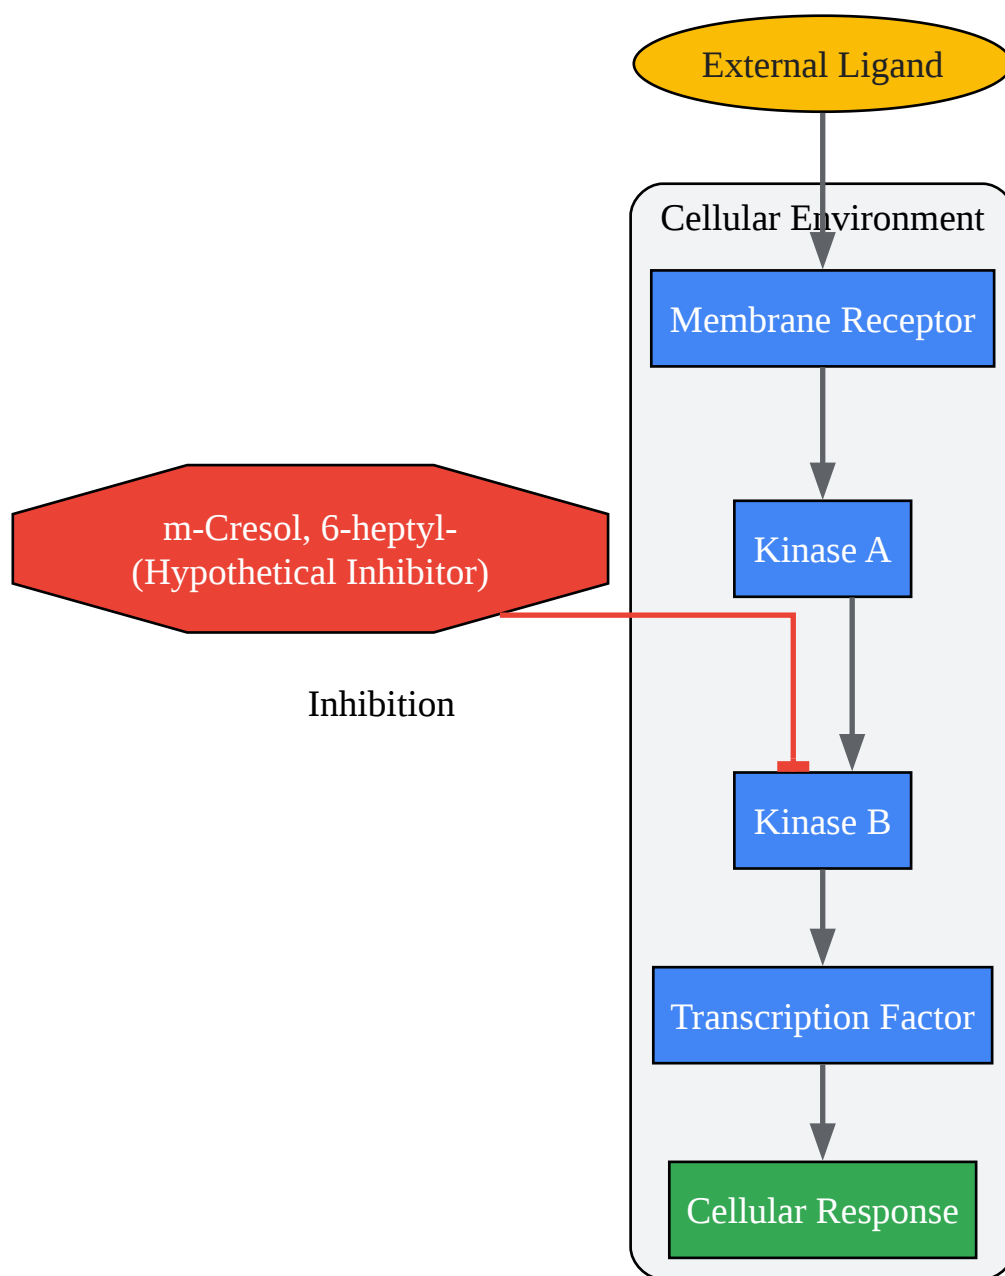 External Ligand
Cellular Environment
Membrane Receptor
m-Cresol, 6-heptyl-
(Hypothetical Inhibitor)
Kinase A
Inhibition
Kinase B
Transcription Factor
Cellular Response